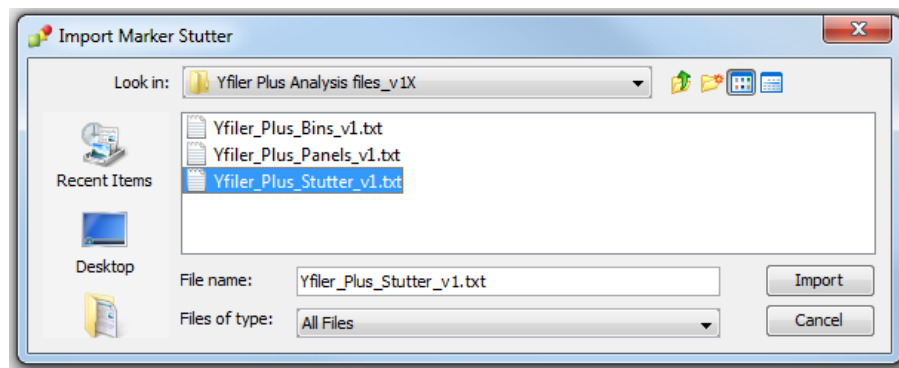 Import Marker Stutter
Look in: Yfiler Plus Analysis files_v1X
Yfiler_Plus_Bins_v1.txt
Yfiler_Plus_Panels_v1.txt
Yfiler_Plus_Stutter_v1.txt
Recent Items
Desktop
File name: Yfiler_Plus_Stutter_v1.txt Import
Files of type: All Files Cancel